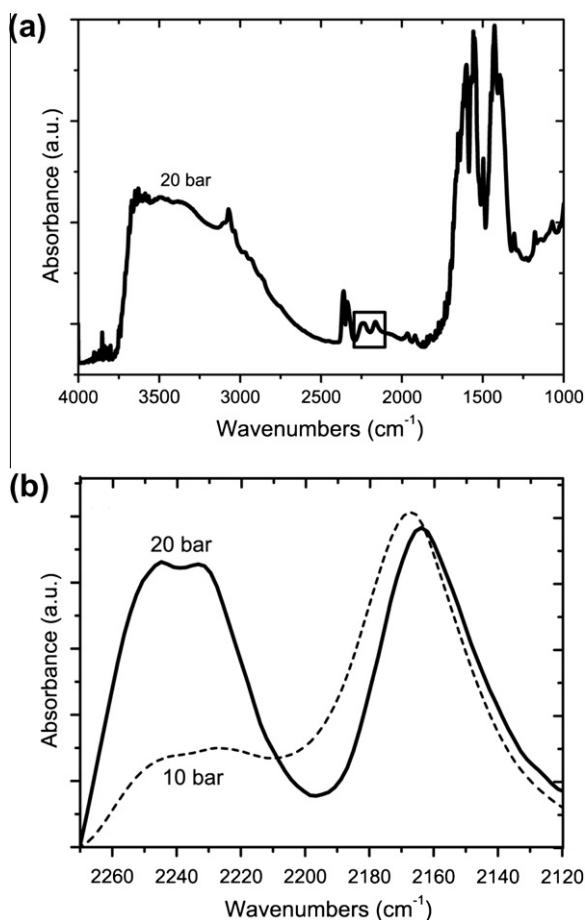 (a)
Absorbance (a.u.)
20 bar
4000 3500 3000 2500 2000 1500 1000
Wavenumbers (cm⁻¹)
(b)
Absorbance (a.u.)
20 bar
10 bar
2260 2240 2220 2200 2180 2160 2140 2120
Wavenumbers (cm⁻¹)